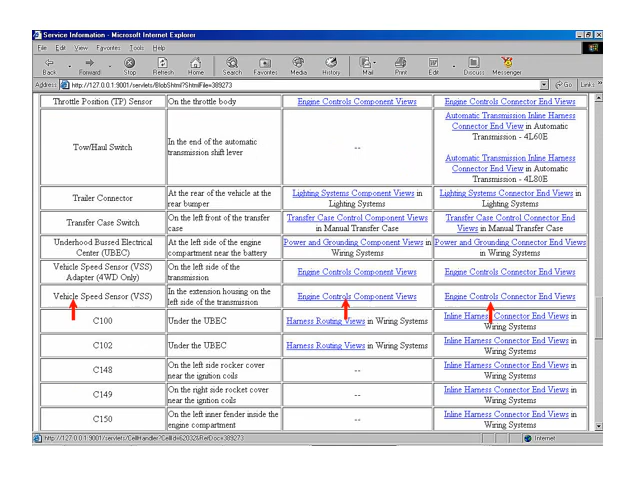 Service Information - Microsoft Internet Explorer
File Edit View Favorites Tools Help
Back Forward Stop Refresh Home Search Favorites Media History Mail Print Edit Discuss Messenger
Address http://127.0.0.1:9001/servlets/BlobShtml?ShtmlFile=389273 Go Links »
Throttle Position (TP) Sensor On the throttle body Engine Controls Component Views Engine Controls Connector End Views
Tow/Haul Switch
In the end of the automatic
transmission shift lever
--
Automatic Transmission Inline Harness
Connector End View in Automatic
Transmission - 4L60E
Automatic Transmission Inline Harness
Connector End View in Automatic
Transmission - 4L80E
Trailer Connector
At the rear of the vehicle at the
rear bumper
Lighting Systems Component Views in
Lighting Systems
Lighting Systems Connector End Views in
Lighting Systems
Transfer Case Switch
On the left front of the transfer
case
Transfer Case Control Component Views
in Manual Transfer Case
Transfer Case Control Connector End
Views in Manual Transfer Case
Underhood Bussed Electrical
Center (UBEC)
At the left side of the engine
compartment near the battery
Power and Grounding Component Views in
Wiring Systems
Power and Grounding Connector End Views
in Wiring Systems
Vehicle Speed Sensor (VSS)
Adapter (4WD Only)
On the left side of the
transmission
Engine Controls Component Views
Engine Controls Connector End Views
Vehicle Speed Sensor (VSS)
In the extension housing on the
left side of the transmission
Engine Controls Component Views
Engine Controls Connector End Views
C100
Under the UBEC
Harness Routing Views in Wiring Systems
Inline Harness Connector End Views in
Wiring Systems
C102
Under the UBEC
Harness Routing Views in Wiring Systems
Inline Harness Connector End Views in
Wiring Systems
C148
On the left side rocker cover
near the ignition coils
--
Inline Harness Connector End Views in
Wiring Systems
C149
On the right side rocket cover
near the ignition coils
--
Inline Harness Connector End Views in
Wiring Systems
C150
On the left inner fender inside the
engine compartment
--
Inline Harness Connector End Views in
Wiring Systems
http://127.0.0.1:9001/servlets/CellHandler?CellId=62032&RefDoc=389273 Internet